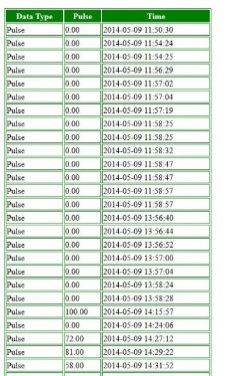 Data Type Pulse Time
Pulse 0.00 2014-05-09 11:50:30
Pulse 0.00 2014-05-09 11:54:24
Pulse 0.00 2014-05-09 11:54:25
Pulse 0.00 2014-05-09 11:56:29
Pulse 0.00 2014-05-09 11:57:02
Pulse 0.00 2014-05-09 11:57:04
Pulse 0.00 2014-05-09 11:57:19
Pulse 0.00 2014-05-09 11:58:25
Pulse 0.00 2014-05-09 11:58:25
Pulse 0.00 2014-05-09 11:58:32
Pulse 0.00 2014-05-09 11:58:47
Pulse 0.00 2014-05-09 11:58:47
Pulse 0.00 2014-05-09 11:58:57
Pulse 0.00 2014-05-09 11:58:57
Pulse 0.00 2014-05-09 13:56:40
Pulse 0.00 2014-05-09 13:56:44
Pulse 0.00 2014-05-09 13:56:52
Pulse 0.00 2014-05-09 13:57:00
Pulse 0.00 2014-05-09 13:57:04
Pulse 0.00 2014-05-09 13:58:24
Pulse 0.00 2014-05-09 13:58:28
Pulse 100.00 2014-05-09 14:15:57
Pulse 0.00 2014-05-09 14:24:06
Pulse 72.00 2014-05-09 14:27:12
Pulse 81.00 2014-05-09 14:29:22
Pulse 58.00 2014-05-09 14:31:52